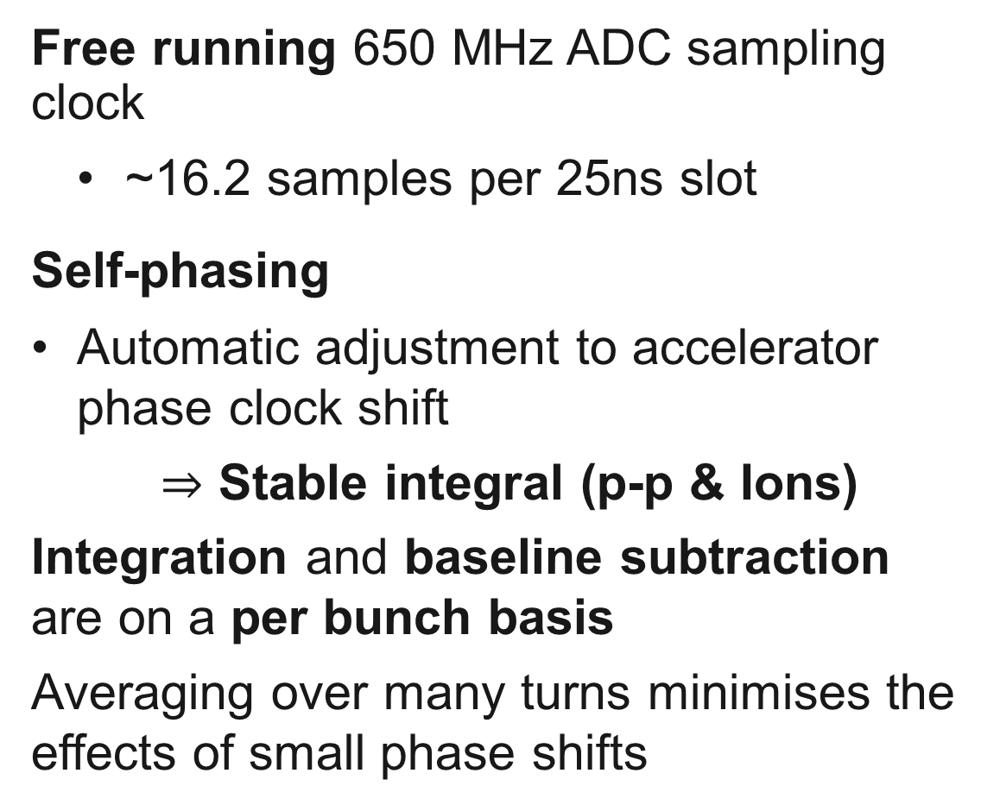 Free running 650 MHz ADC sampling
clock
• ~16.2 samples per 25ns slot
Self-phasing
• Automatic adjustment to accelerator
phase clock shift
⇒ Stable integral (p-p & Ions)
Integration and baseline subtraction
are on a per bunch basis
Averaging over many turns minimises the
effects of small phase shifts